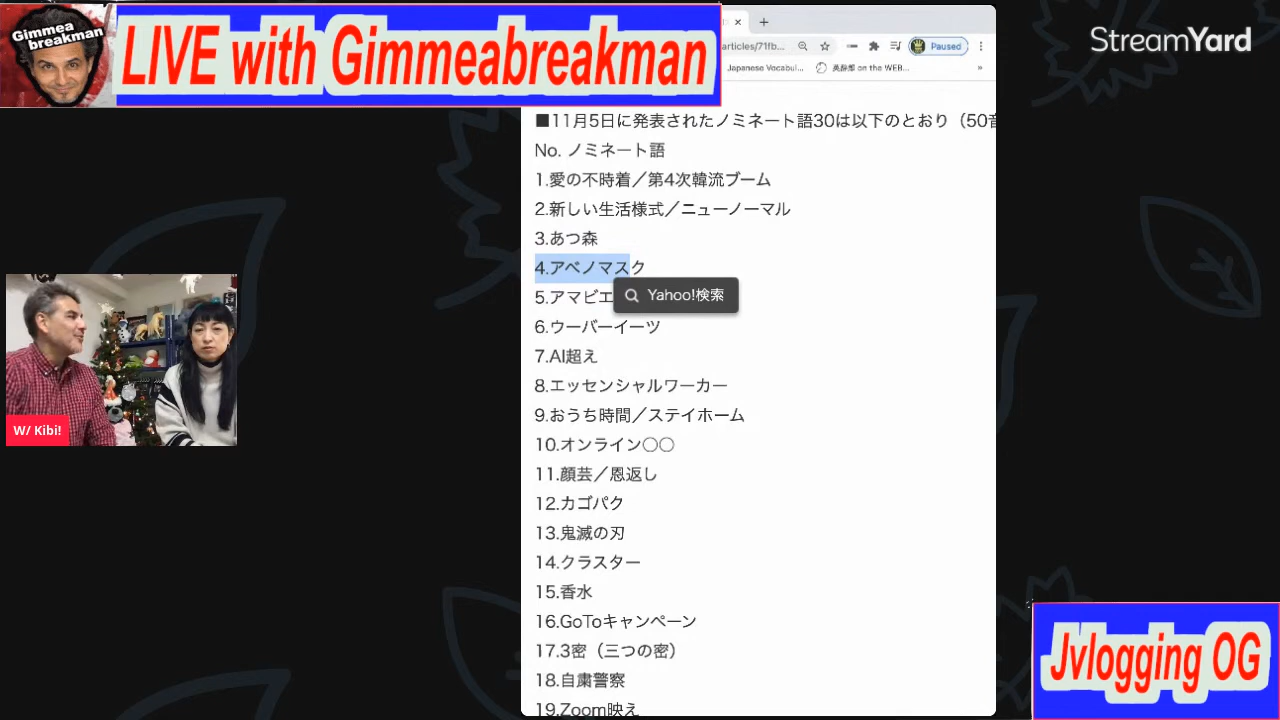 Gimmea
breakman
LIVE with Gimmeabreakman
StreamYard
articles/71fb...
Paused
Japanese Vocabul...
英辞郎 on the WEB...
■11月5日に発表されたノミネート語30は以下のとおり（50音
No. ノミネート語
1.愛の不時着／第4次韓流ブーム
2.新しい生活様式／ニューノーマル
3.あつ森
4.アベノマスク
5.アマビエ
Yahoo!検索
6.ウーバーイーツ
7.AI超え
8.エッセンシャルワーカー
9.おうち時間／ステイホーム
10.オンライン○○
11.顔芸／恩返し
12.カゴパク
13.鬼滅の刃
14.クラスター
15.香水
16.GoToキャンペーン
17.3密（三つの密）
18.自粛警察
19.Zoom映え
W/ Kibi!
Jvlogging OG